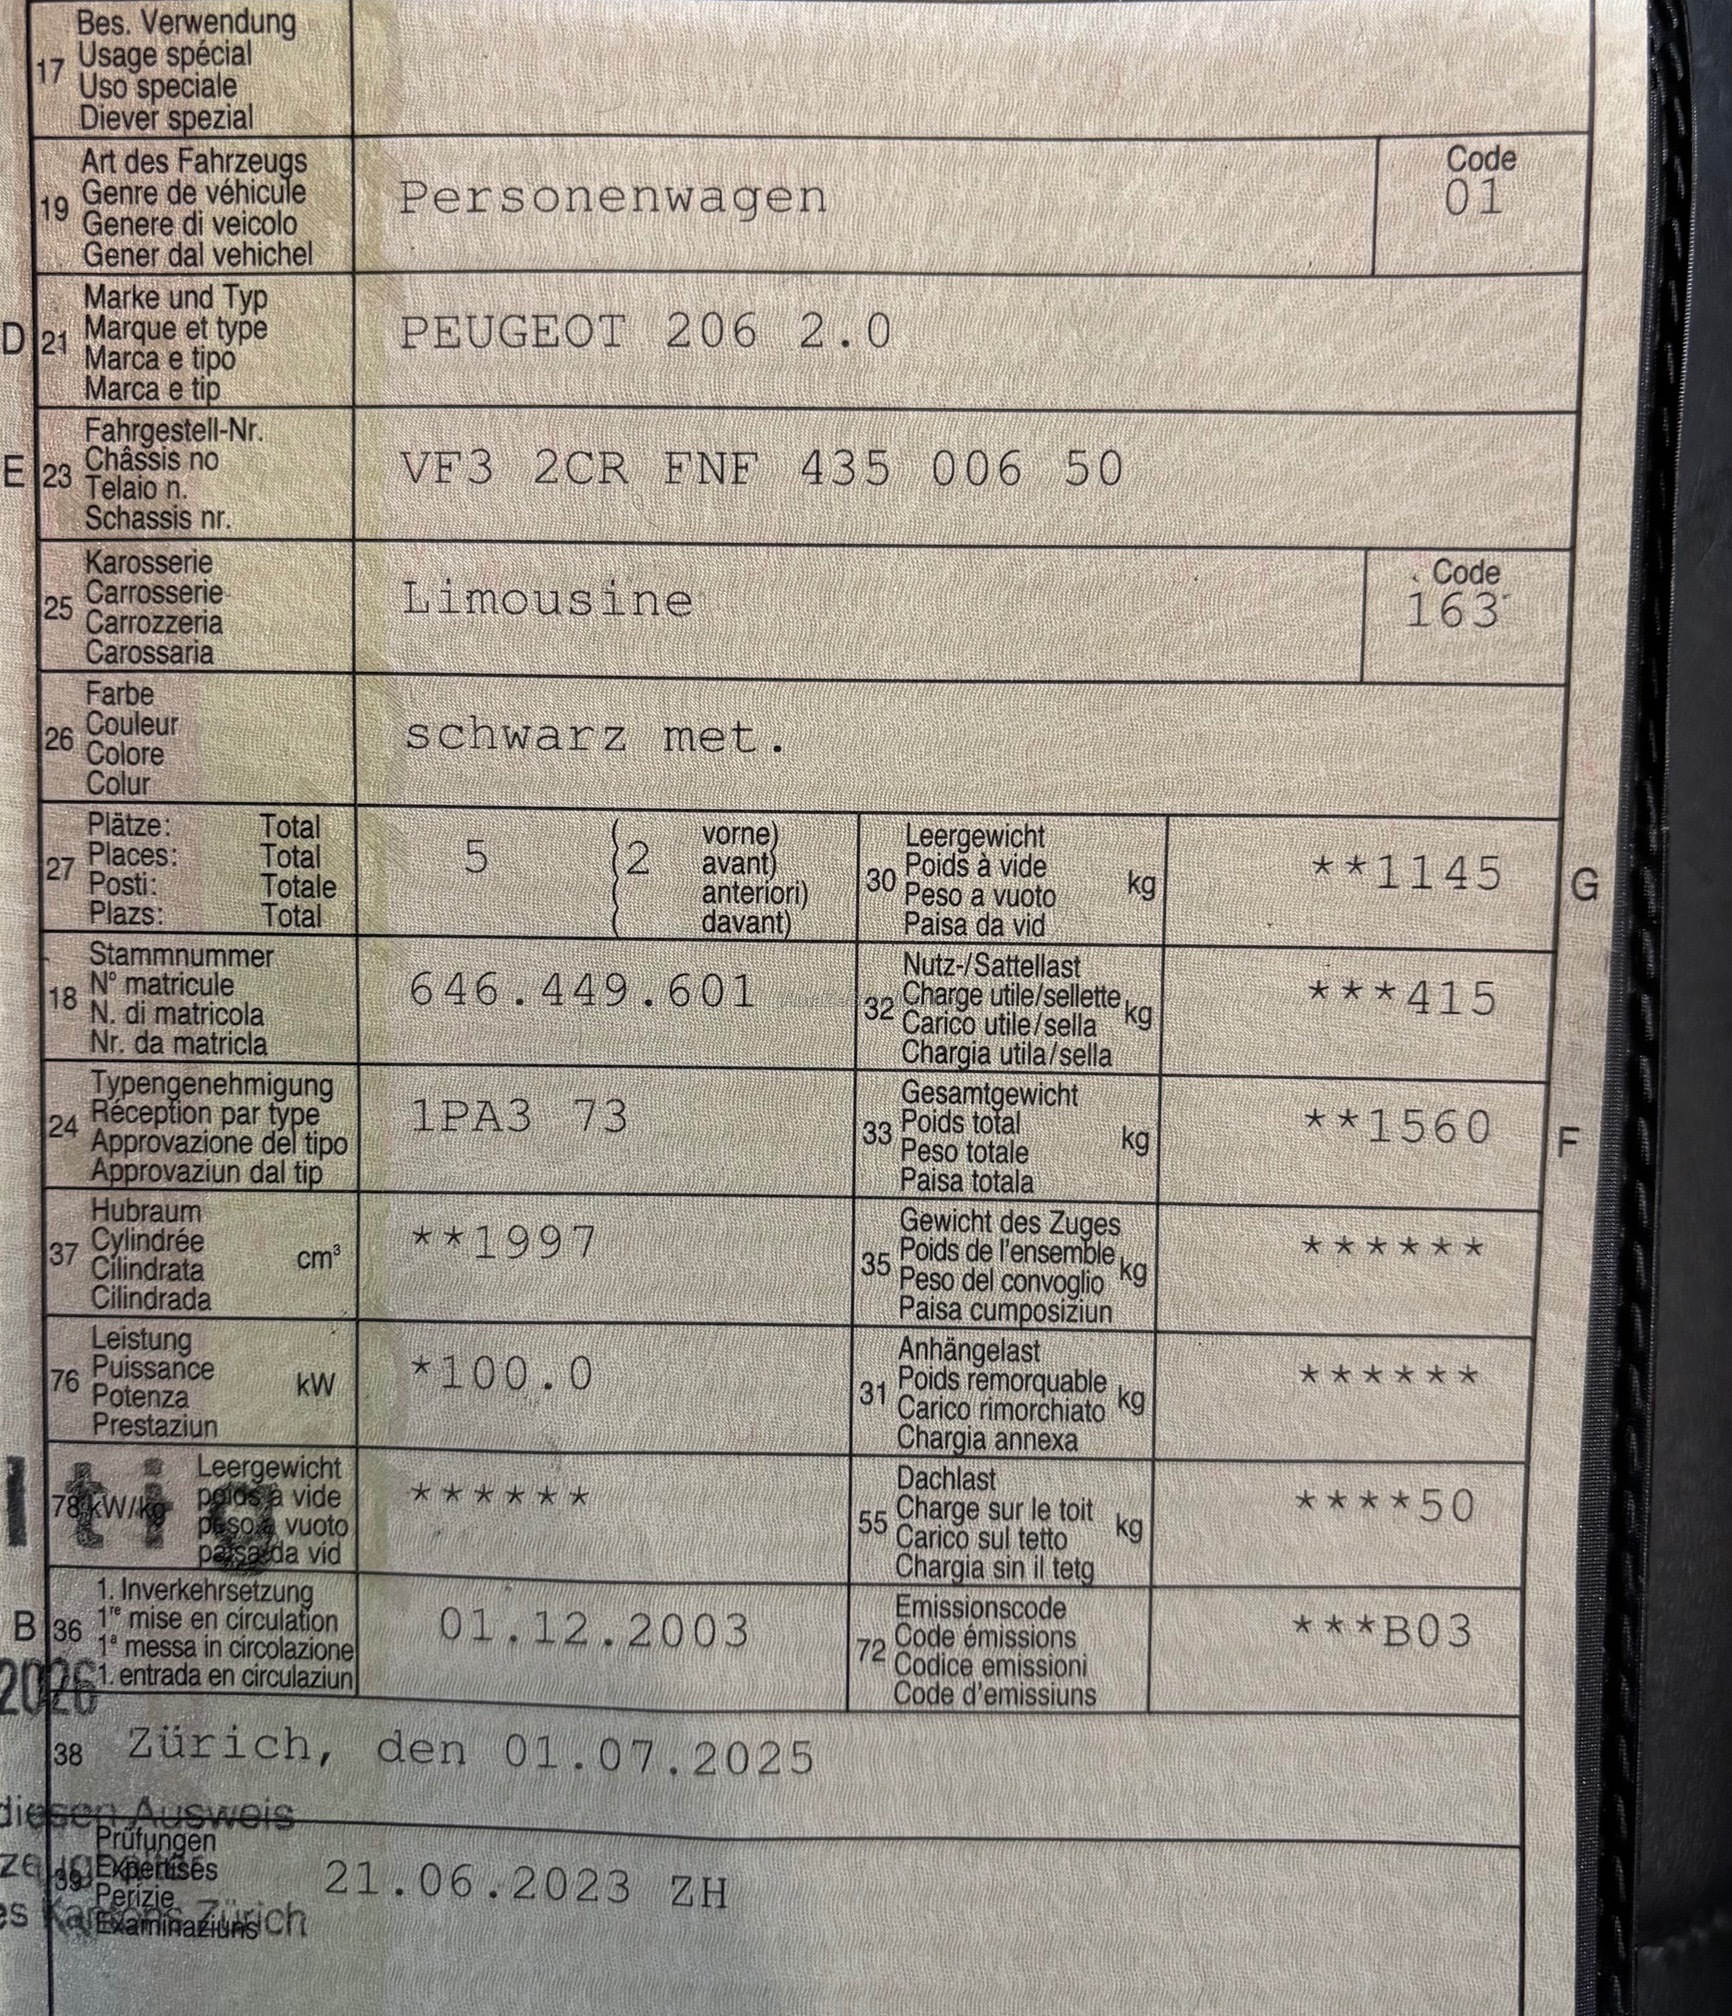 Bes. Verwendung
17 Usage spécial
Uso speciale
Diever spezial
Art des Fahrzeugs
19 Genre de véhicule
Genere di veicolo
Gener dal vehichel
Personenwagen
Code
01
Marke und Typ
D 21 Marque et type
Marca e tipo
Marca e tip
PEUGEOT 206 2.0
Fahrgestell-Nr.
E 23 Châssis no
Telaio n.
Schassis nr.
VF3 2CR FNF 435 006 50
Karosserie
25 Carrosserie
Carrozzeria
Carossaria
Limousine
Code
163
Farbe
26 Couleur
Colore
Colur
schwarz met.
Plätze: Total
27 Places: Total
Posti: Totale
Plazs: Total
5 (2 vorne)
avant)
( anteriori)
( davant)
Leergewicht
30 Poids à vide kg
Peso a vuoto
Paisa da vid
**1145 G
Stammnummer
18 N° matricule
N. di matricola
Nr. da matricla
646.449.601
Nutz-/Sattellast
32 Charge utile/sellette kg
Carico utile/sella
Chargia utila/sella
***415
Typengenehmigung
24 Réception par type
Approvazione del tipo
Approvaziun dal tip
1PA3 73
Gesamtgewicht
33 Poids total kg
Peso totale
Paisa totala
**1560 F
Hubraum
37 Cylindrée cm³
Cilindrata
Cilindrada
**1997
Gewicht des Zuges
35 Poids de l'ensemble kg
Peso del convoglio
Paisa cumposiziun
******
Leistung
76 Puissance kW
Potenza
Prestaziun
*100.0
Anhängelast
31 Poids remorquable kg
Carico rimorchiato
Chargia annexa
******
Leergewicht
78 kW/kg poids à vide
peso a vuoto
paisa da vid
******
Dachlast
55 Charge sur le toit kg
Carico sul tetto
Chargia sin il tetg
****50
1. Inverkehrsetzung
B 36 1re mise en circulation
1a messa in circolazione
1. entrada en circulaziun
01.12.2003
Emissionscode
72 Code émissions
Codice emissioni
Code d'emissiuns
***B03
2026
38 Zürich, den 01.07.2025
diesen Ausweis
Prüfungen
39 Expertises
Perizie
Examinaziuns
21.06.2023 ZH
Kantons Zürich